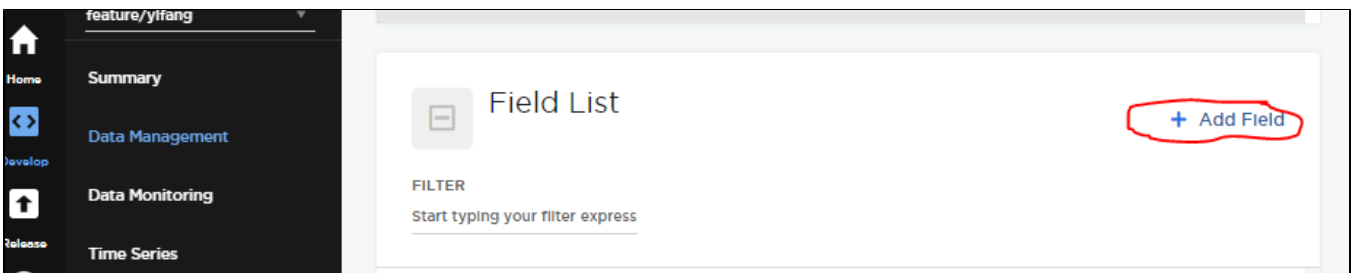 feature/ylfang
Home
Summary
Data Management
Develop
Data Monitoring
Release
Time Series
Field List
+ Add Field
FILTER
Start typing your filter express